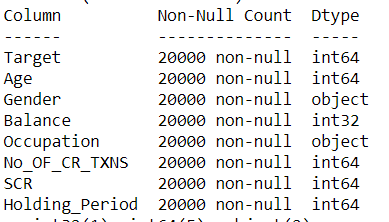 Column Non-Null Count Dtype
------ -------------- -----
Target 20000 non-null int64
Age 20000 non-null int64
Gender 20000 non-null object
Balance 20000 non-null int32
Occupation 20000 non-null object
No_OF_CR_TXNS 20000 non-null int64
SCR 20000 non-null int64
Holding_Period 20000 non-null int64